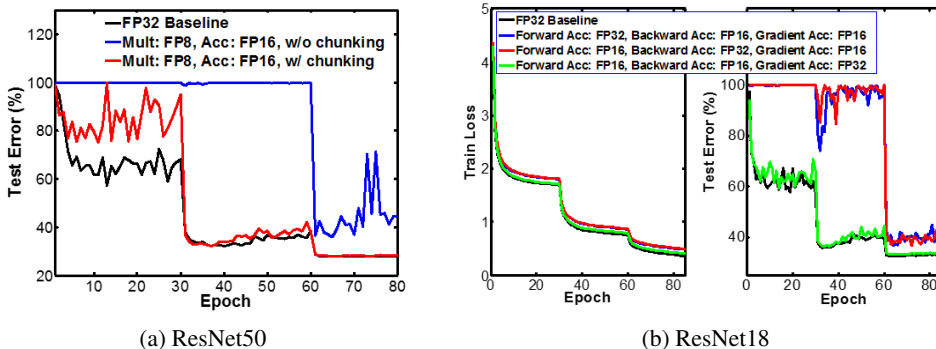 (a)
FP32 Baseline
Mult: FP8, Acc: FP16, w/o chunking
Mult: FP8, Acc: FP16, w/ chunking
Test Error (%)
120
100
80
60
40
20
10 20 30 40 50 60 70 80
Epoch
(a) ResNet50
(b)
FP32 Baseline
Forward Acc: FP32, Backward Acc: FP16, Gradient Acc: FP16
Forward Acc: FP16, Backward Acc: FP32, Gradient Acc: FP16
Forward Acc: FP16, Backward Acc: FP16, Gradient Acc: FP32
Train Loss
5
4
3
2
1
0
0 20 40 60 80
Epoch
Test Error (%)
100
80
60
40
0 20 40 60 80
Epoch
(b) ResNet18